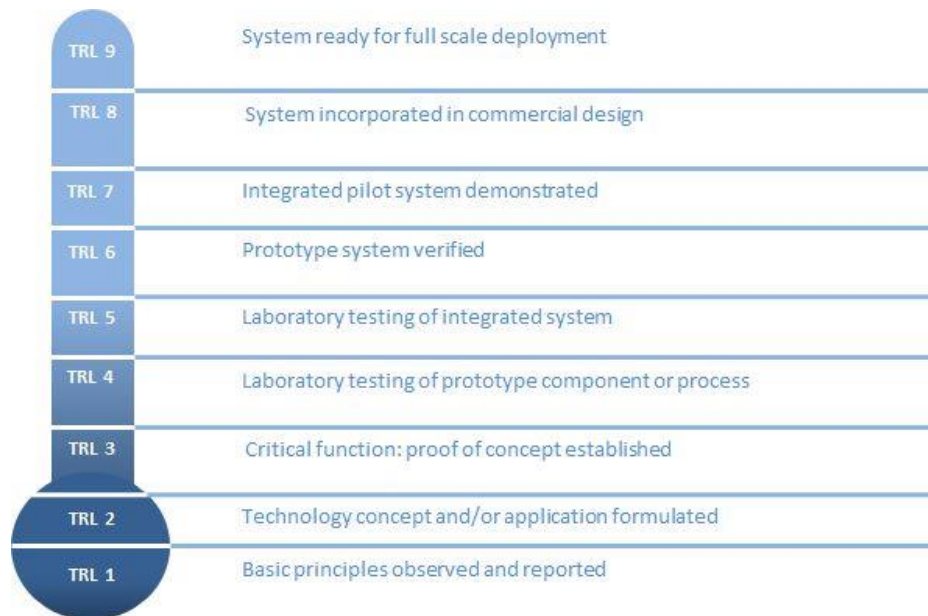 TRL 9 System ready for full scale deployment
TRL 8 System incorporated in commercial design
TRL 7 Integrated pilot system demonstrated
TRL 6 Prototype system verified
TRL 5 Laboratory testing of integrated system
TRL 4 Laboratory testing of prototype component or process
TRL 3 Critical function: proof of concept established
TRL 2 Technology concept and/or application formulated
TRL 1 Basic principles observed and reported